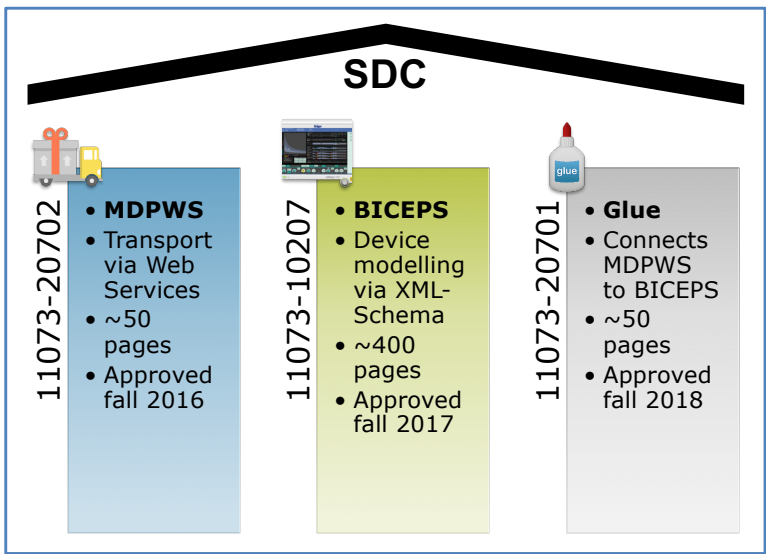 SDC
11073-20702
• MDPWS
• Transport
via Web
Services
• ~50
pages
• Approved
fall 2016
11073-10207
• BICEPS
• Device
modelling
via XML-
Schema
• ~400
pages
• Approved
fall 2017
glue
11073-20701
• Glue
• Connects
MDPWS
to BICEPS
• ~50
pages
• Approved
fall 2018